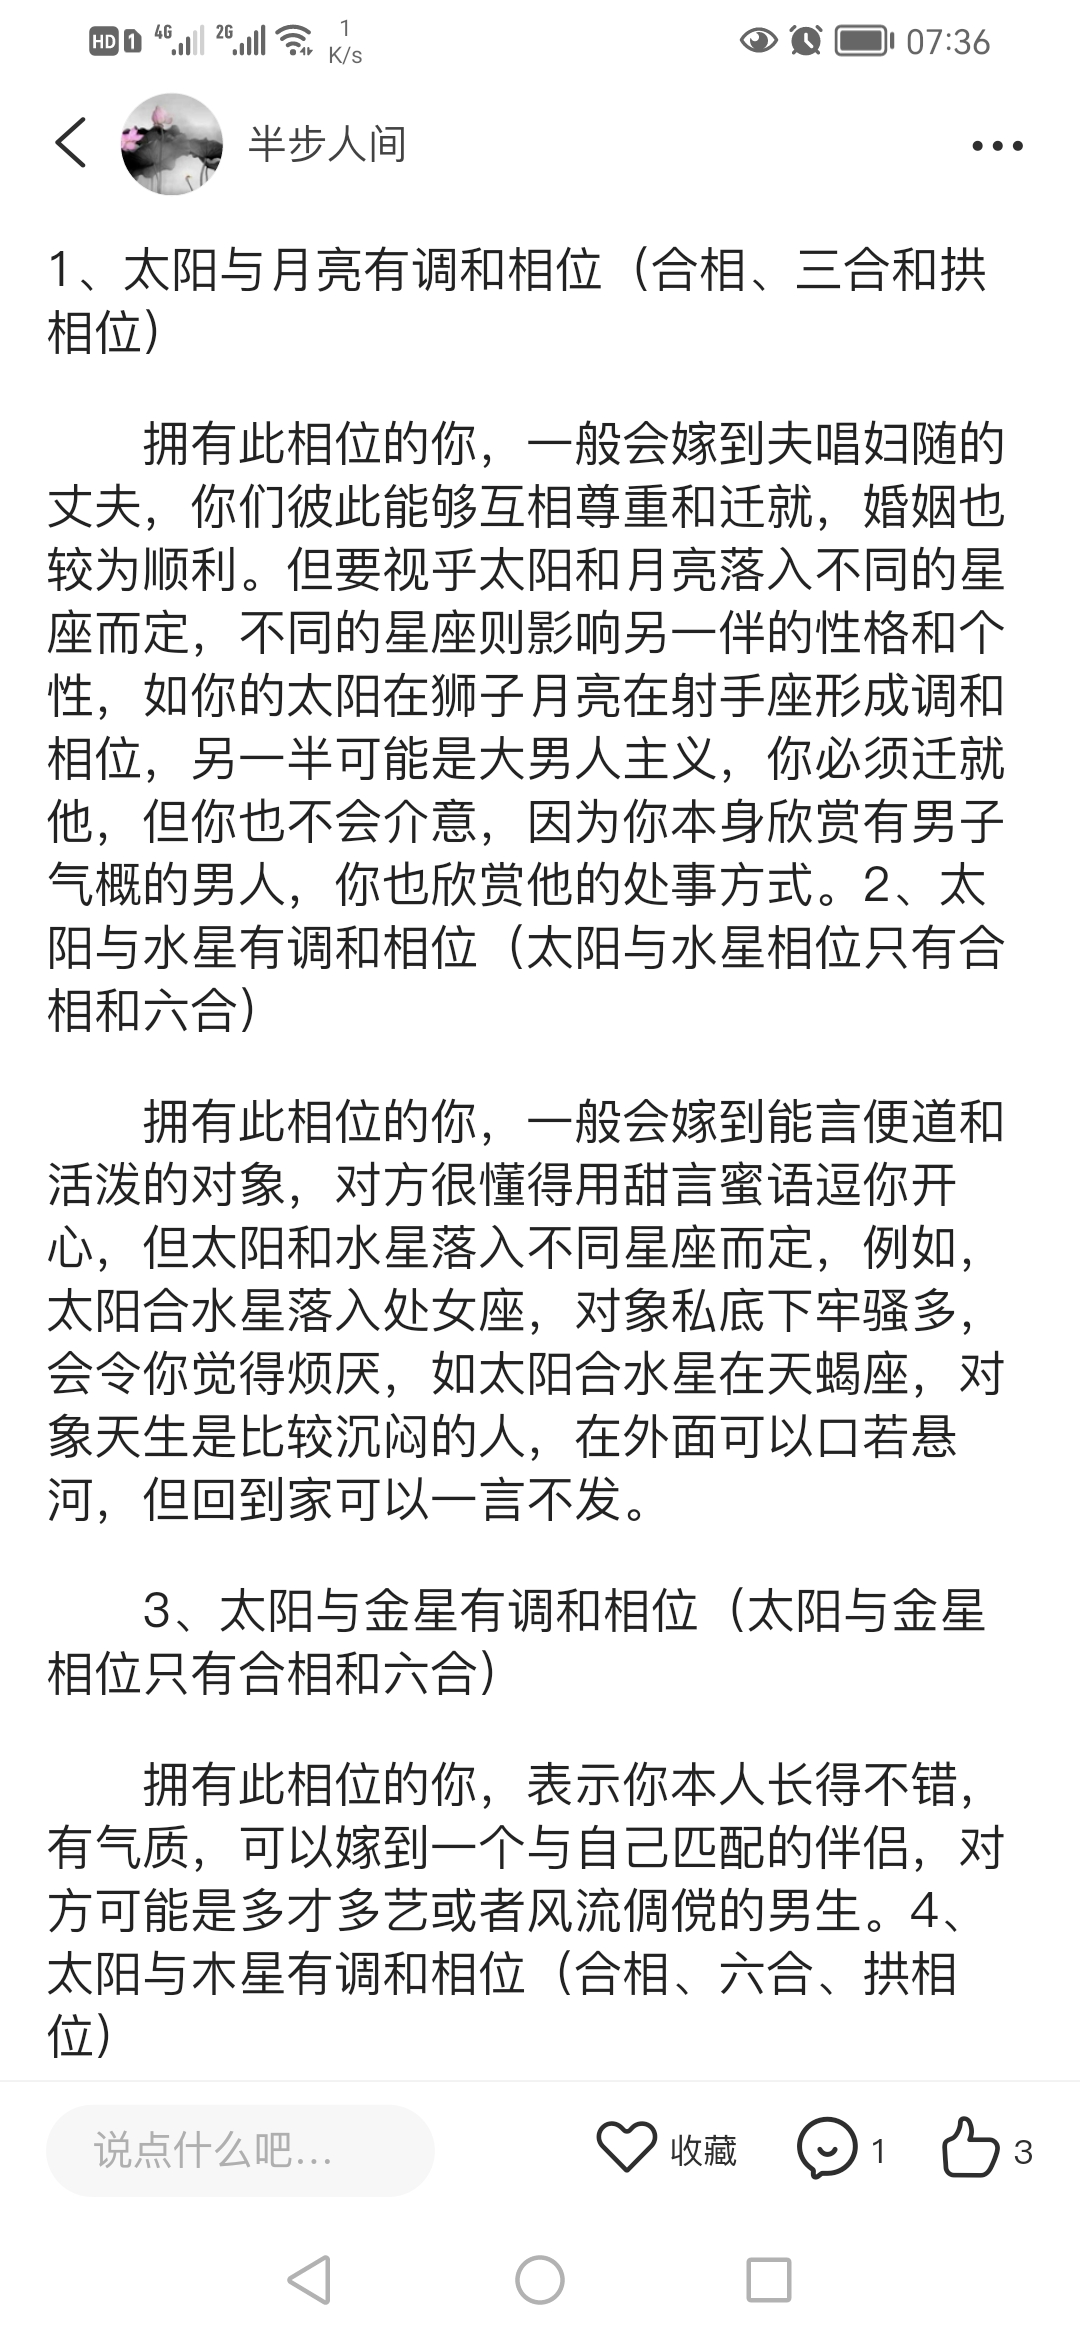 HD 1 4G 2G 1 K/s 07:36
半步人间
1、太阳与月亮有调和相位（合相、三合和拱
相位）
拥有此相位的你，一般会嫁到夫唱妇随的
丈夫，你们彼此能够互相尊重和迁就，婚姻也
较为顺利。但要视乎太阳和月亮落入不同的星
座而定，不同的星座则影响另一伴的性格和个
性，如你的太阳在狮子月亮在射手座形成调和
相位，另一半可能是大男人主义，你必须迁就
他，但你也不会介意，因为你本身欣赏有男子
气概的男人，你也欣赏他的处事方式。2、太
阳与水星有调和相位（太阳与水星相位只有合
相和六合）
拥有此相位的你，一般会嫁到能言便道和
活泼的对象，对方很懂得用甜言蜜语逗你开
心，但太阳和水星落入不同星座而定，例如，
太阳合水星落入处女座，对象私底下牢骚多，
会令你觉得烦厌，如太阳合水星在天蝎座，对
象天生是比较沉闷的人，在外面可以口若悬
河，但回到家可以一言不发。
3、太阳与金星有调和相位（太阳与金星
相位只有合相和六合）
拥有此相位的你，表示你本人长得不错，
有气质，可以嫁到一个与自己匹配的伴侣，对
方可能是多才多艺或者风流倜傥的男生。4、
太阳与木星有调和相位（合相、六合、拱相
位）
说点什么吧... 收藏 1 3